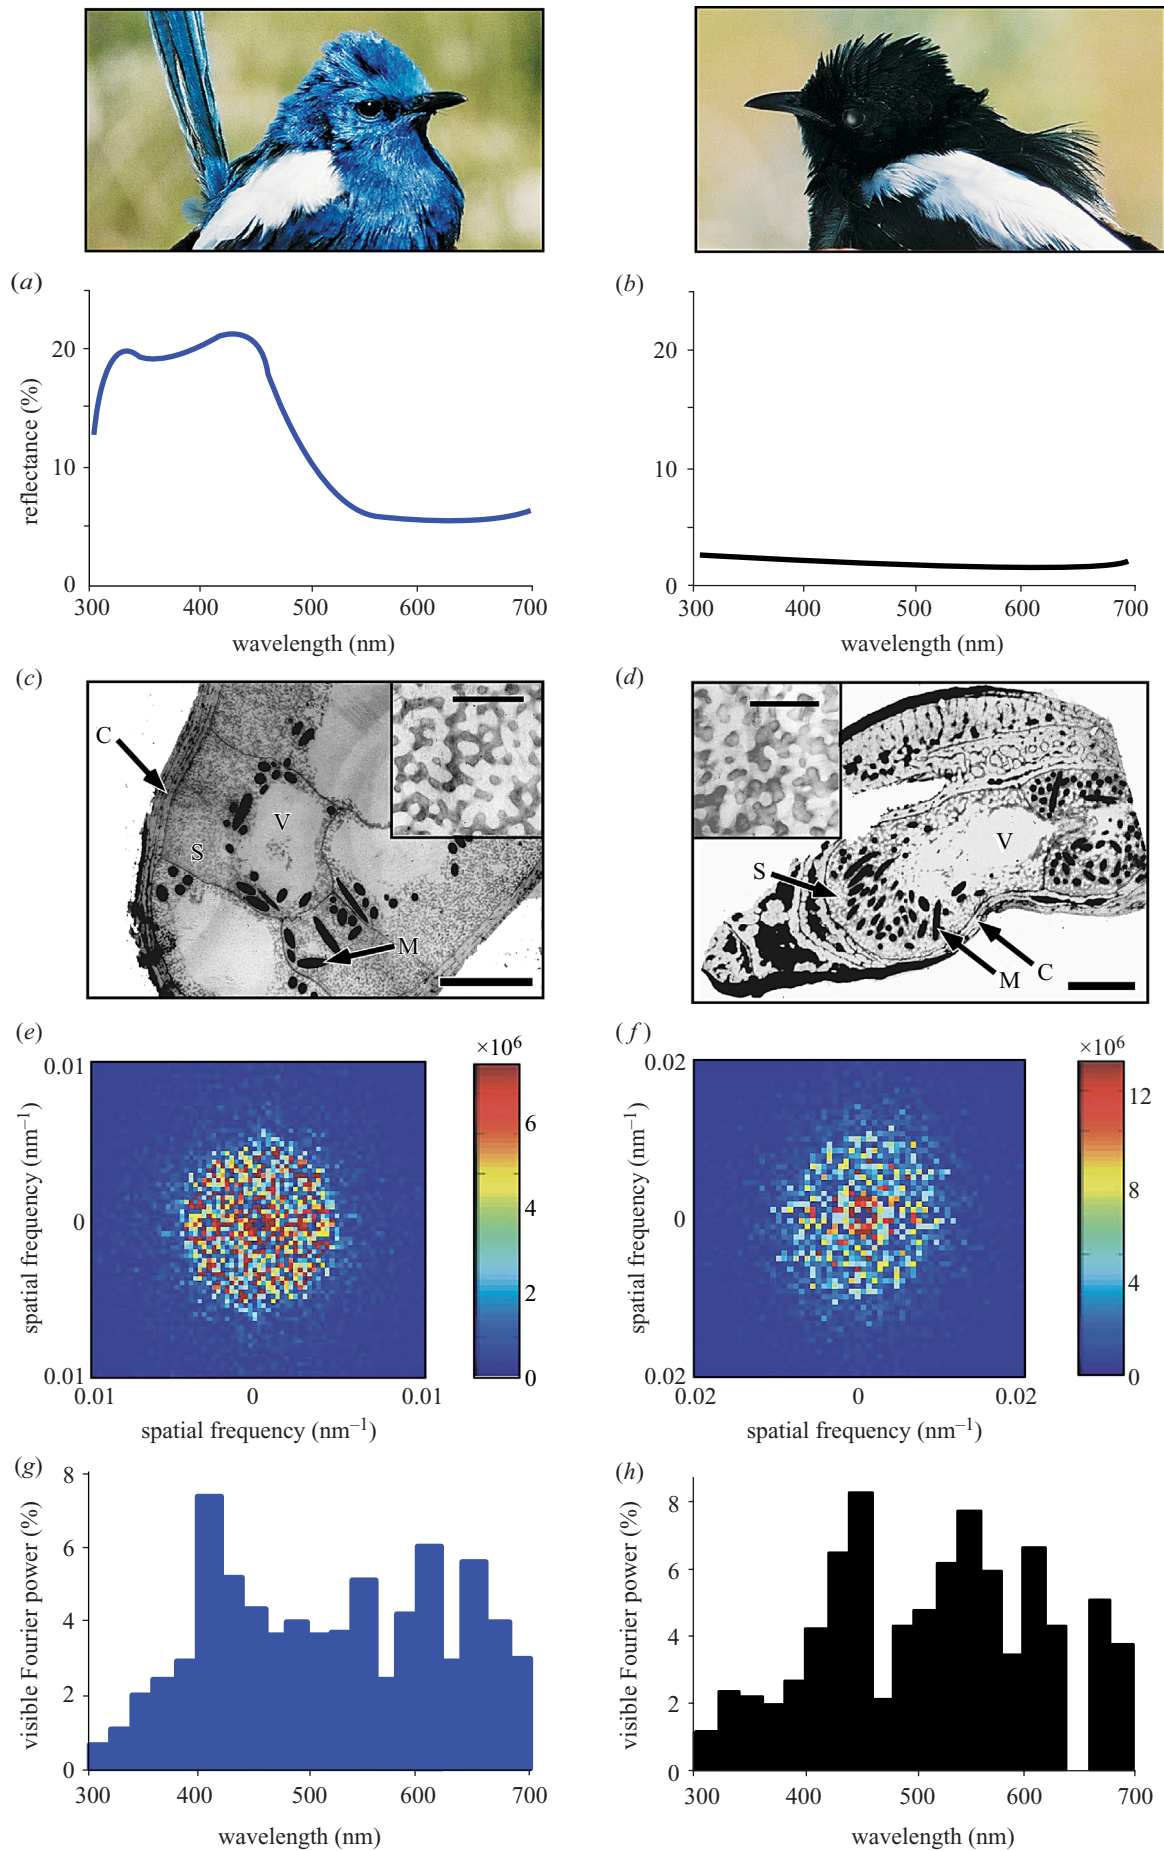 (a)
(b)
reflectance (%)
20
10
0
300 400 500 600 700
wavelength (nm)
20
10
0
300 400 500 600 700
wavelength (nm)
(c)
C
V
S
M
(d)
S
V
M
C
(e)
0.01
0
0.01
spatial frequency (nm⁻¹)
0.01 0 0.01
spatial frequency (nm⁻¹)
×10⁶
6
4
2
0
(f)
0.02
0
0.02
spatial frequency (nm⁻¹)
0.02 0 0.02
spatial frequency (nm⁻¹)
×10⁶
12
8
4
0
(g)
visible Fourier power (%)
8
6
4
2
0
300 400 500 600 700
wavelength (nm)
(h)
visible Fourier power (%)
8
6
4
2
0
300 400 500 600 700
wavelength (nm)